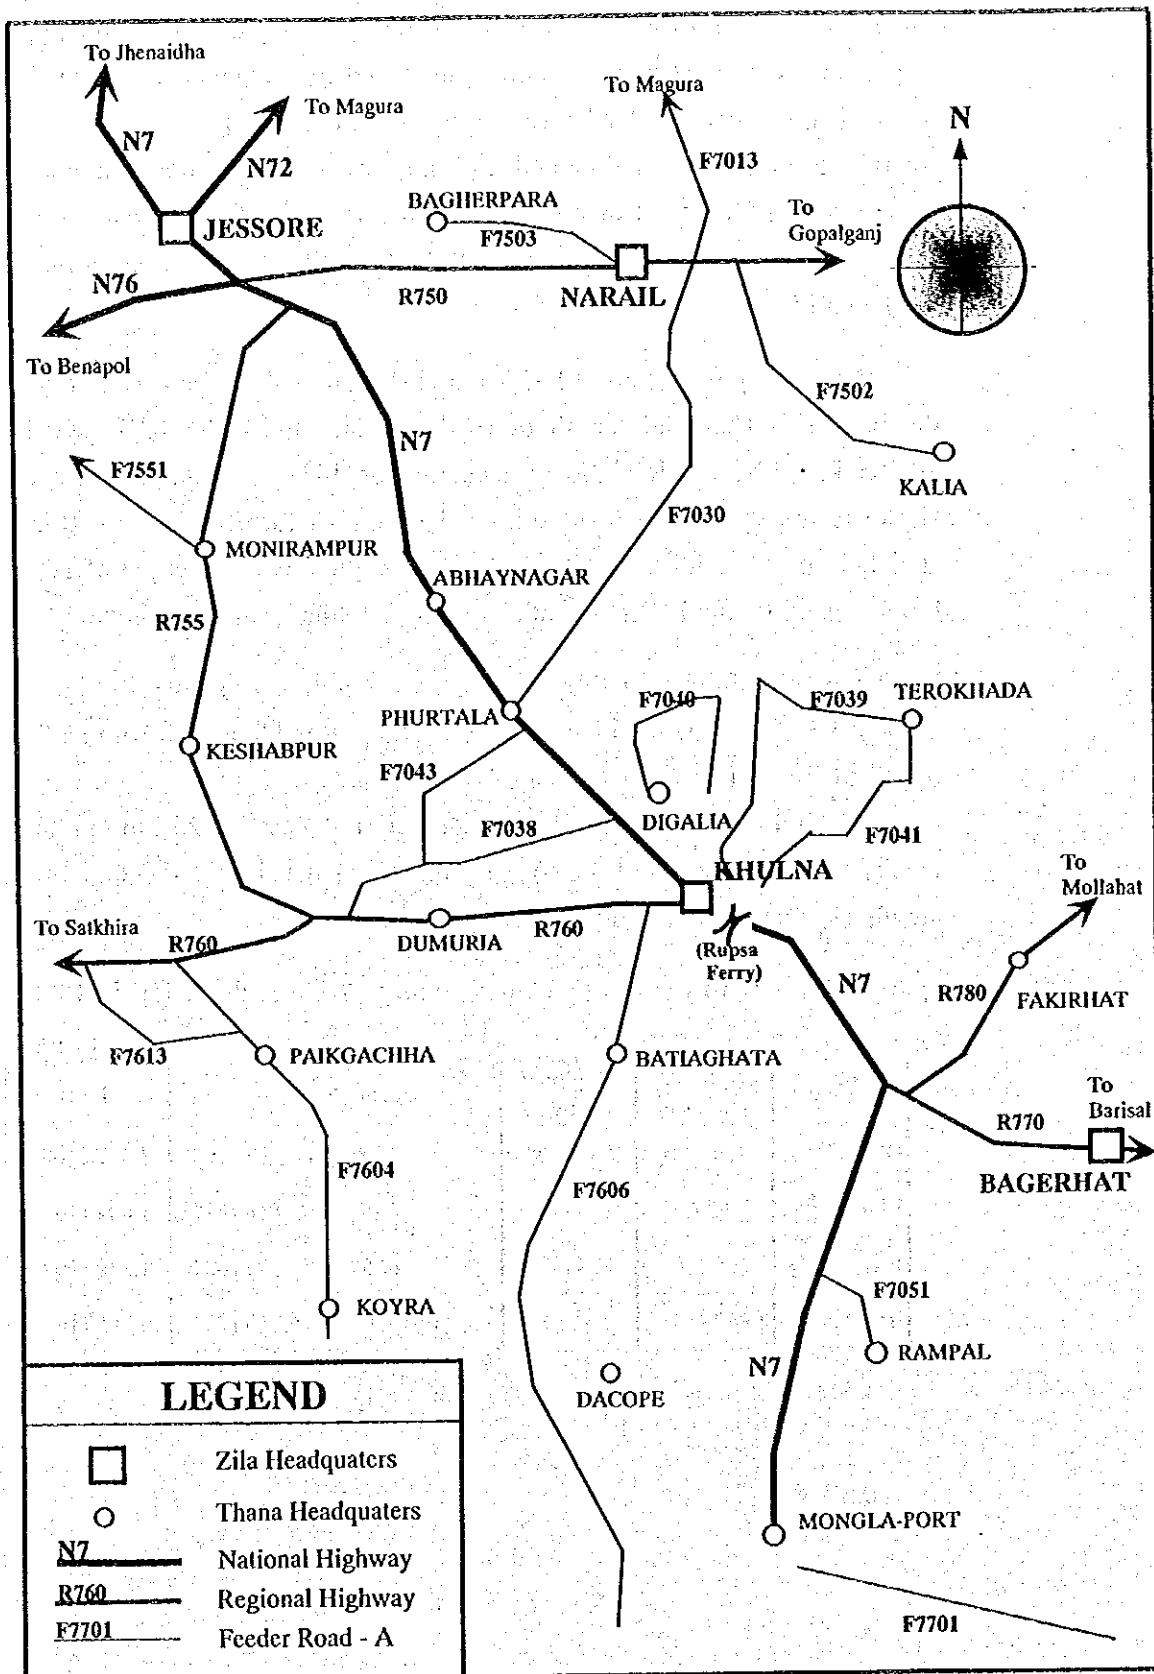 To Jhenaidha
To Magura
To Magura
N
N7
N72
F7013
BAGHERPARA
To
Gopalganj
JESSORE
F7503
N76
R750
NARAIL
To Benapol
F7502
N7
F7551
KALIA
F7030
MONIRAMPUR
ABHAYNAGAR
R755
PHURTALA
F7040
F7039
TEROKHADA
KESHABPUR
F7043
F7038
DIGALIA
F7041
KHULNA
To
Mollahat
To Satkhira
R760
DUMURIA
R760
(Rupsa
Ferry)
N7
R780
FAKIRHAT
F7613
PAIKGACHHA
BATIAGHATA
To
Barisal
R770
F7604
F7606
BAGERHAT
F7051
KOYRA
RAMPAL
N7
DACOPE
MONGLA-PORT
F7701
LEGEND
Zila Headquaters
Thana Headquaters
N7 National Highway
R760 Regional Highway
F7701 Feeder Road - A